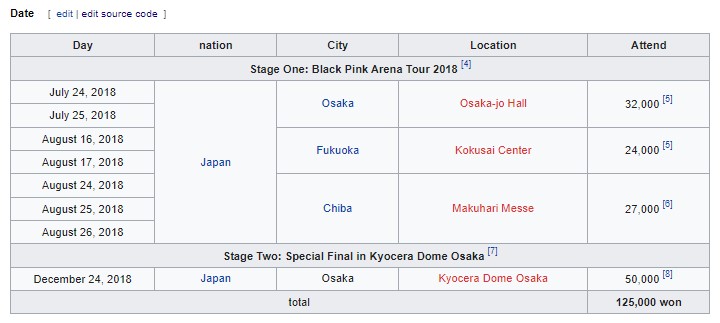 Date [ edit | edit source code ]
Day nation City Location Attend
Stage One: Black Pink Arena Tour 2018 [4]
July 24, 2018
July 25, 2018
Osaka Osaka-jo Hall 32,000 [5]
August 16, 2018
August 17, 2018
Japan
Fukuoka Kokusai Center 24,000 [5]
August 24, 2018
August 25, 2018
August 26, 2018
Chiba Makuhari Messe 27,000 [6]
Stage Two: Special Final in Kyocera Dome Osaka [7]
December 24, 2018 Japan Osaka Kyocera Dome Osaka 50,000 [8]
total 125,000 won